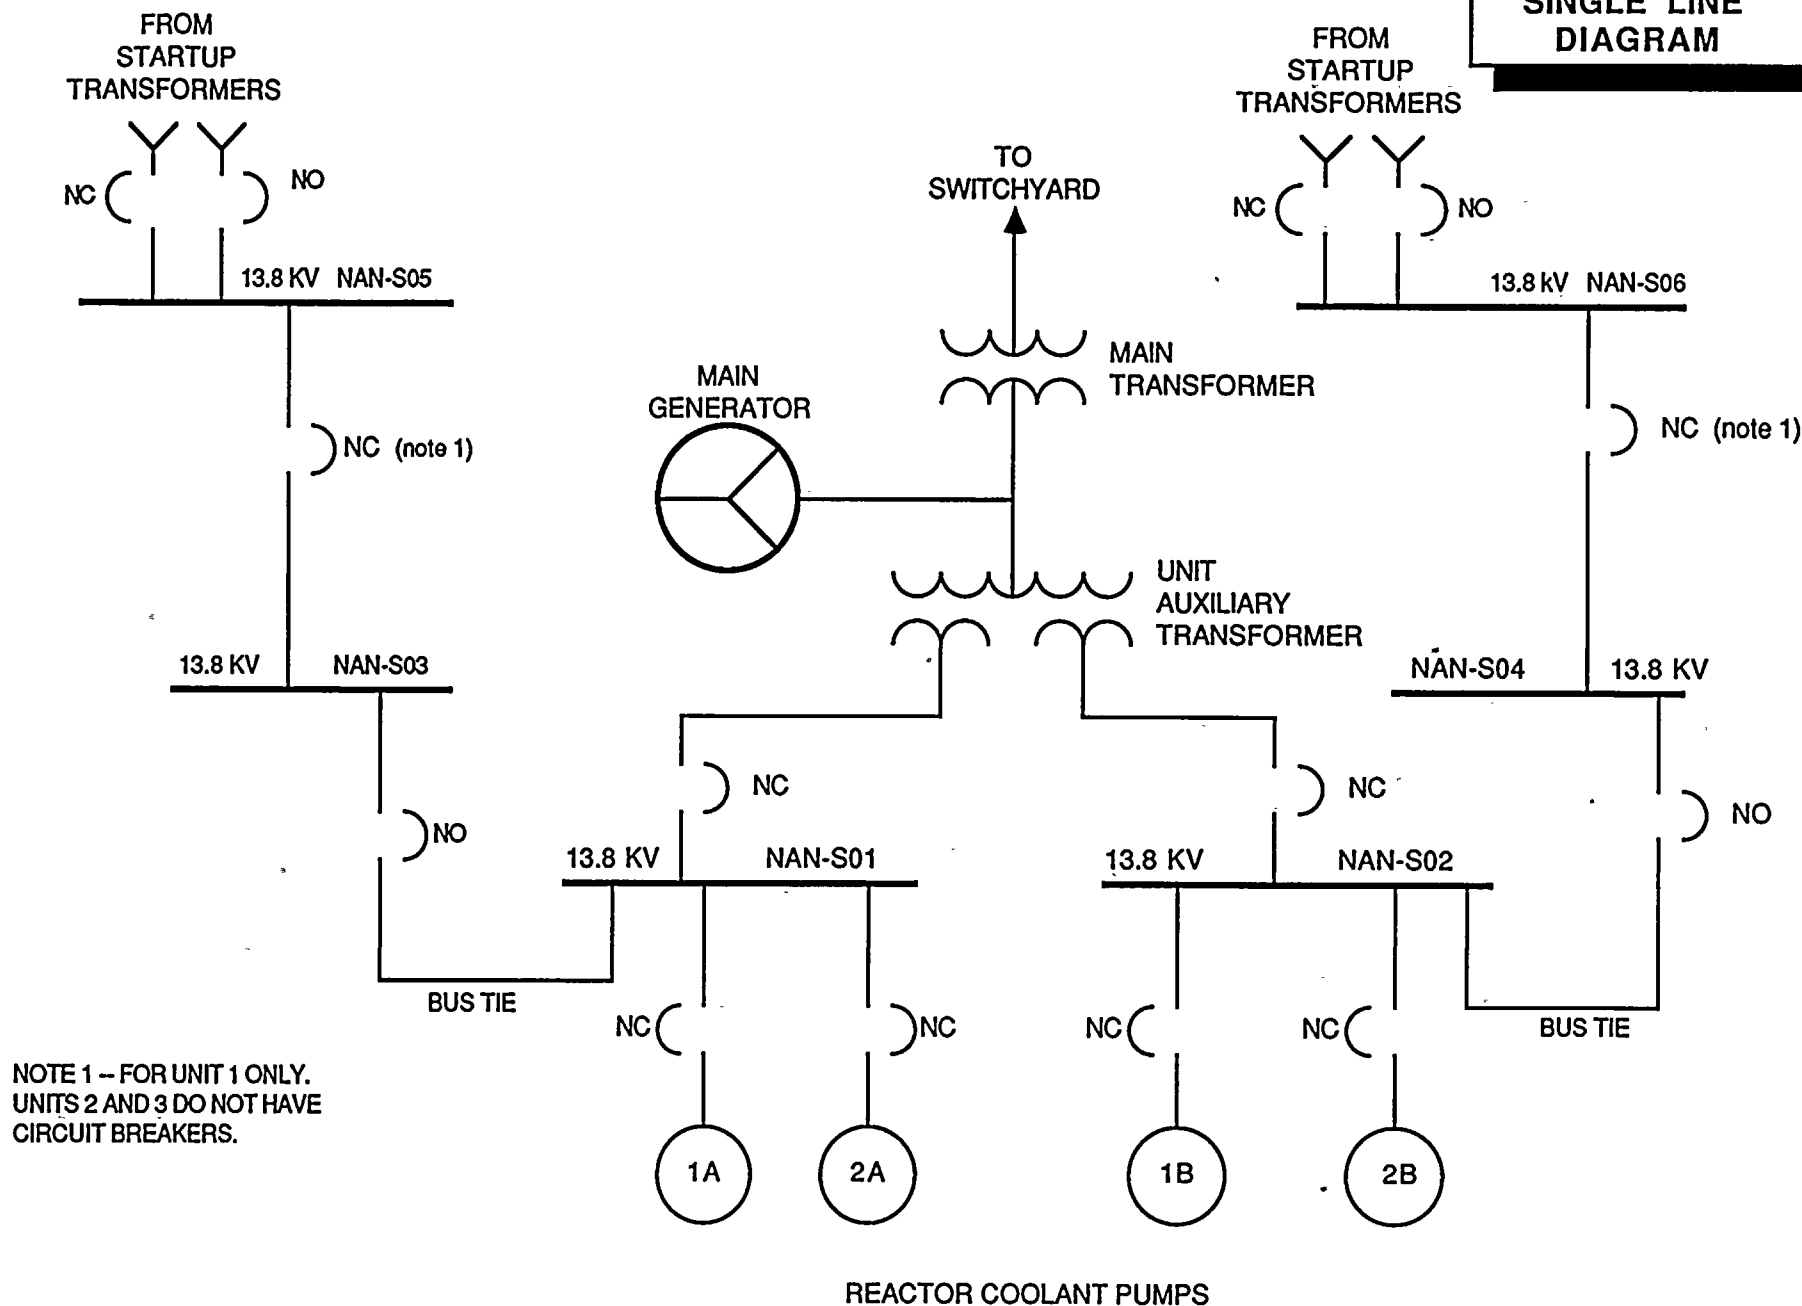 SINGLE LINE
DIAGRAM
FROM
STARTUP
TRANSFORMERS
FROM
STARTUP
TRANSFORMERS
NC
NO
TO
SWITCHYARD
NC
NO
13.8 KV NAN-S05
13.8 kV NAN-S06
MAIN
TRANSFORMER
MAIN
GENERATOR
NC (note 1)
NC (note 1)
UNIT
AUXILIARY
TRANSFORMER
13.8 KV NAN-S03
NAN-S04 13.8 KV
NC
NC
NO
NO
13.8 KV NAN-S01
13.8 KV NAN-S02
BUS TIE
BUS TIE
NC
NC
NC
NC
NOTE 1 -- FOR UNIT 1 ONLY.
UNITS 2 AND 3 DO NOT HAVE
CIRCUIT BREAKERS.
1A
2A
1B
2B
REACTOR COOLANT PUMPS